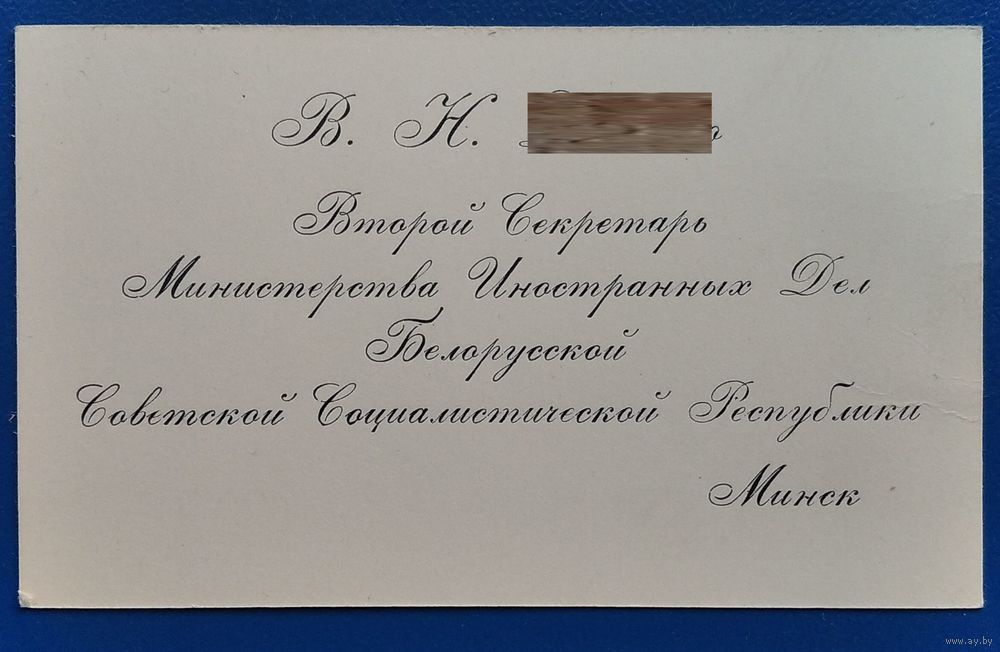 В. Н.
Второй Секретарь
Министерства Иностранных Дел
Белорусской
Советской Социалистической Республики
Минск
www.ay.by